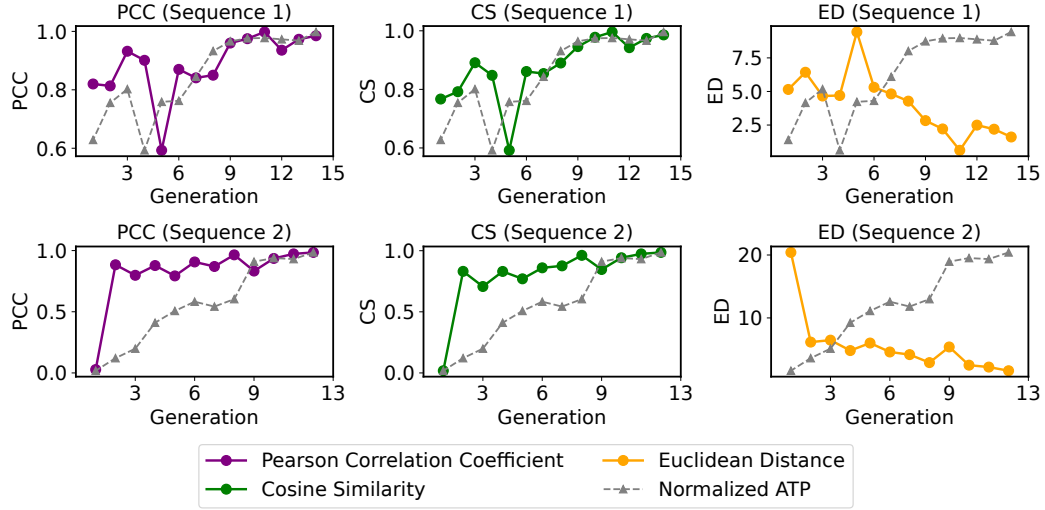 PCC (Sequence 1)
CS (Sequence 1)
ED (Sequence 1)
PCC
1.0
0.8
0.6
3 6 9 12 15
Generation
CS
1.0
0.8
0.6
3 6 9 12 15
Generation
ED
7.5
5.0
2.5
3 6 9 12 15
Generation
PCC (Sequence 2)
CS (Sequence 2)
ED (Sequence 2)
PCC
1.0
0.5
0.0
3 6 9 13
Generation
CS
1.0
0.5
0.0
3 6 9 13
Generation
ED
20
10
3 6 9 13
Generation
Pearson Correlation Coefficient
Cosine Similarity
Euclidean Distance
Normalized ATP